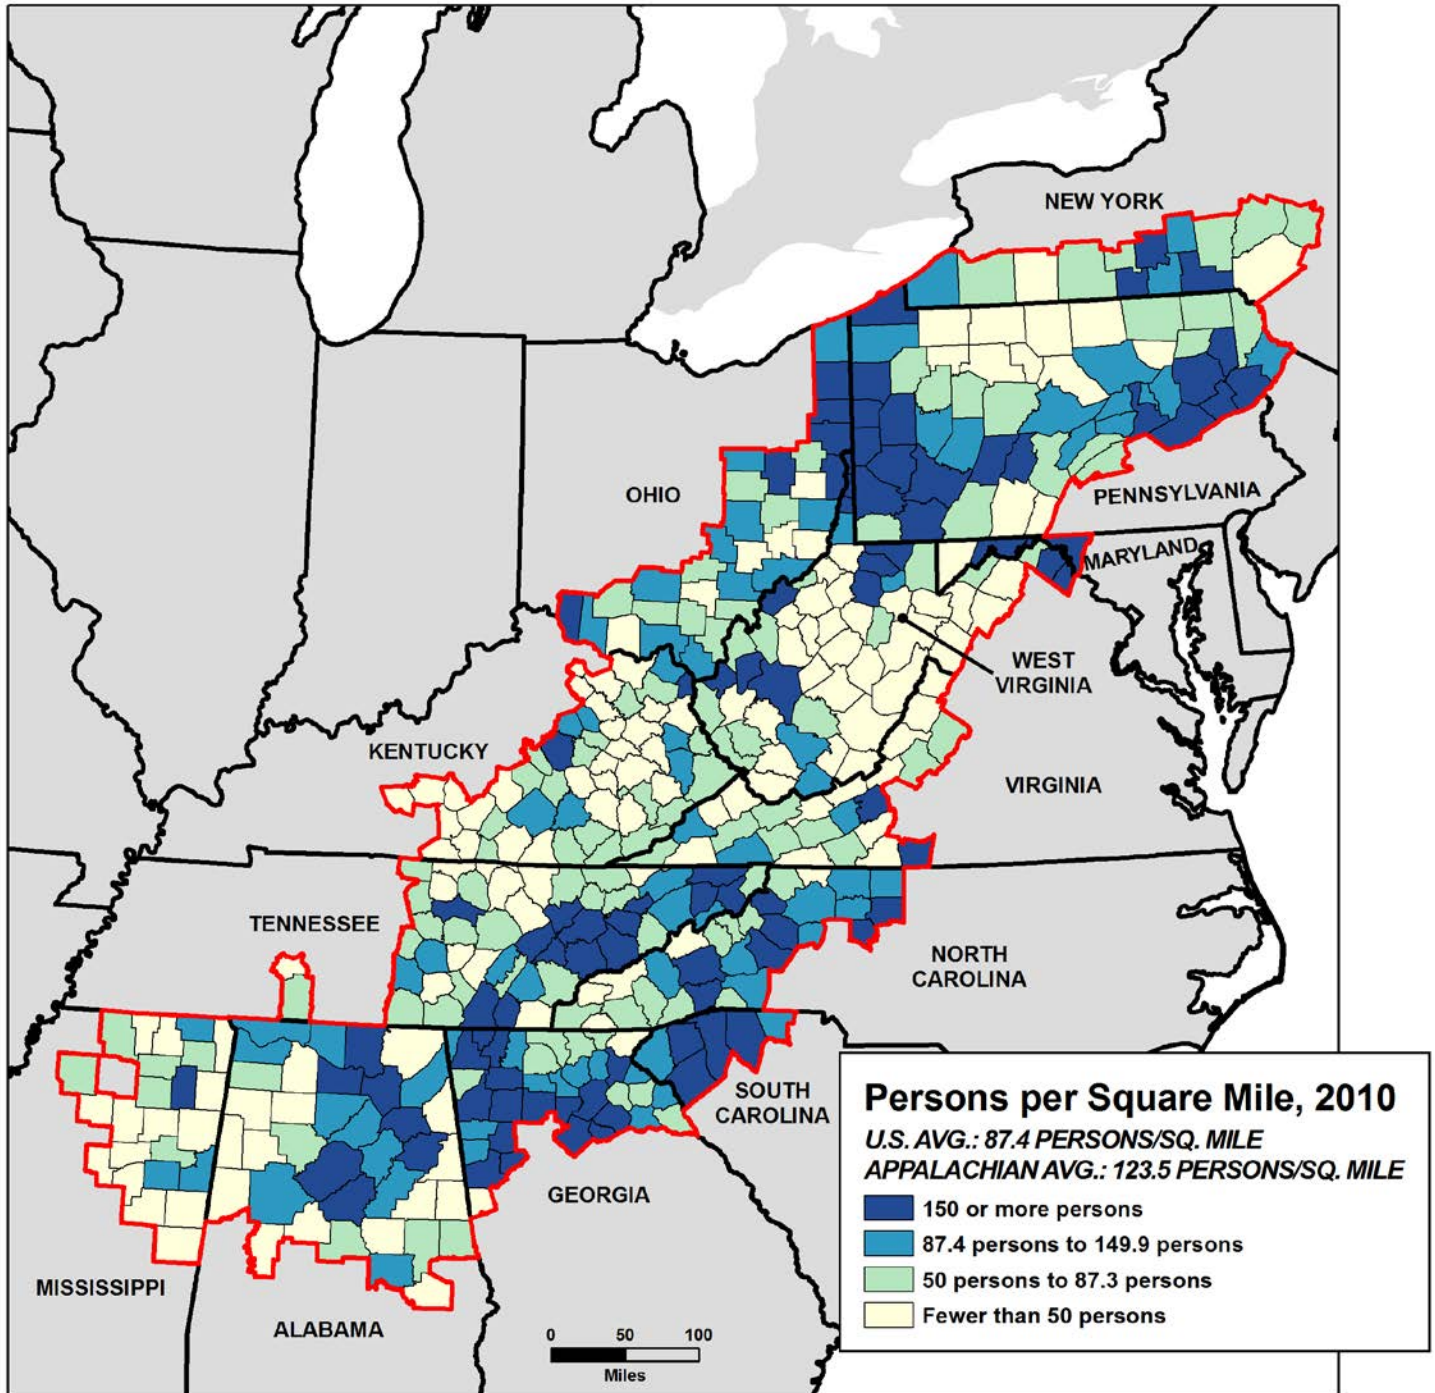 NEW YORK
OHIO
PENNSYLVANIA
MARYLAND
WEST
VIRGINIA
KENTUCKY
VIRGINIA
TENNESSEE
NORTH
CAROLINA
SOUTH
CAROLINA
GEORGIA
MISSISSIPPI
ALABAMA
0 50 100
Miles
Persons per Square Mile, 2010
U.S. AVG.: 87.4 PERSONS/SQ. MILE
APPALACHIAN AVG.: 123.5 PERSONS/SQ. MILE
150 or more persons
87.4 persons to 149.9 persons
50 persons to 87.3 persons
Fewer than 50 persons